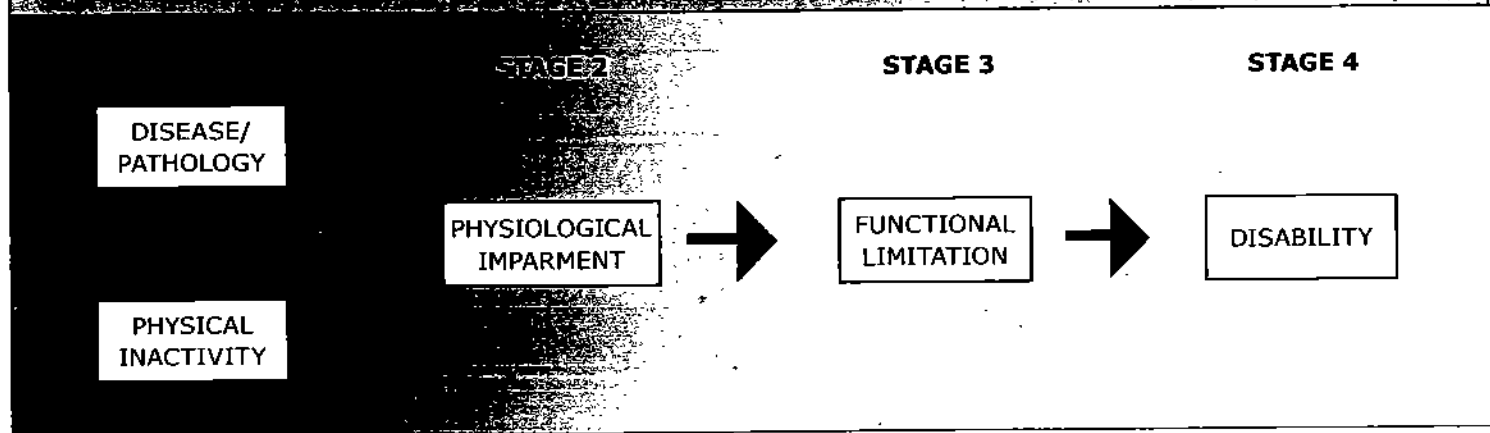 STAGE 2
STAGE 3
STAGE 4
DISEASE/
PATHOLOGY
PHYSIOLOGICAL
IMPARMENT
FUNCTIONAL
LIMITATION
DISABILITY
PHYSICAL
INACTIVITY